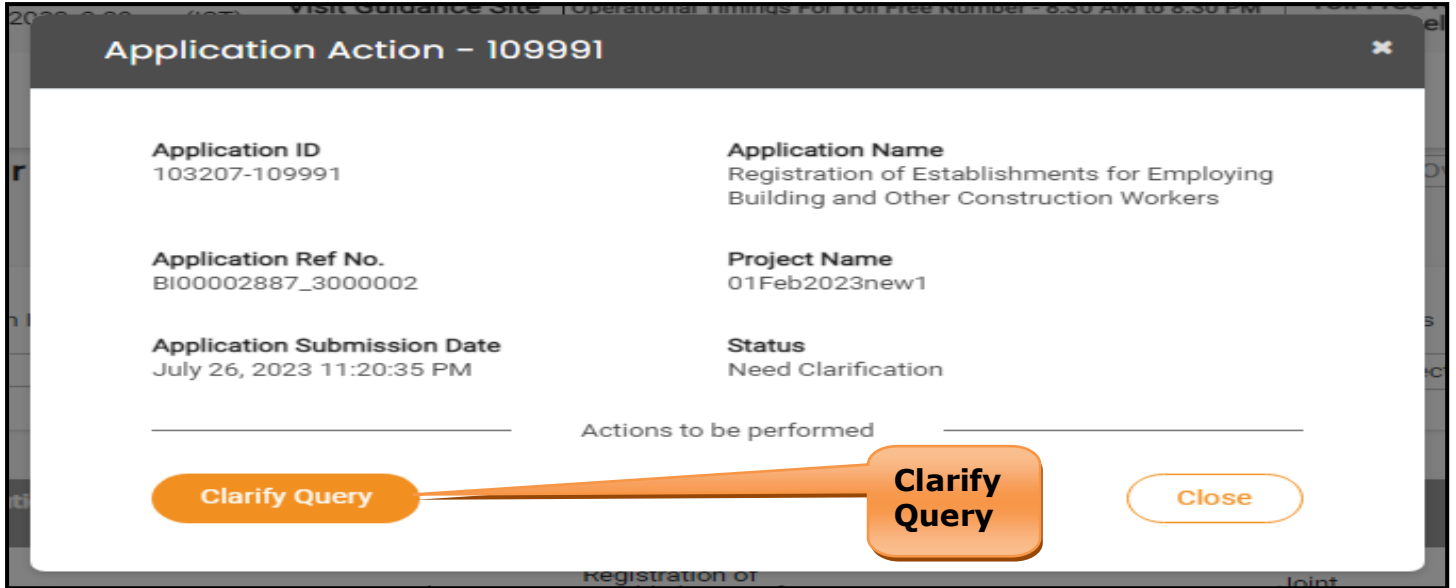 Visit Guidance Site
Operational Timings For Toll Free Number - 8:30 AM to 8:30 PM
Application Action - 109991
✖
Application ID
103207-109991
Application Name
Registration of Establishments for Employing
Building and Other Construction Workers
Application Ref No.
BI00002887_3000002
Project Name
01Feb2023new1
Application Submission Date
July 26, 2023 11:20:35 PM
Status
Need Clarification
Actions to be performed
Clarify Query
Clarify
Query
Close
Registration of
Joint